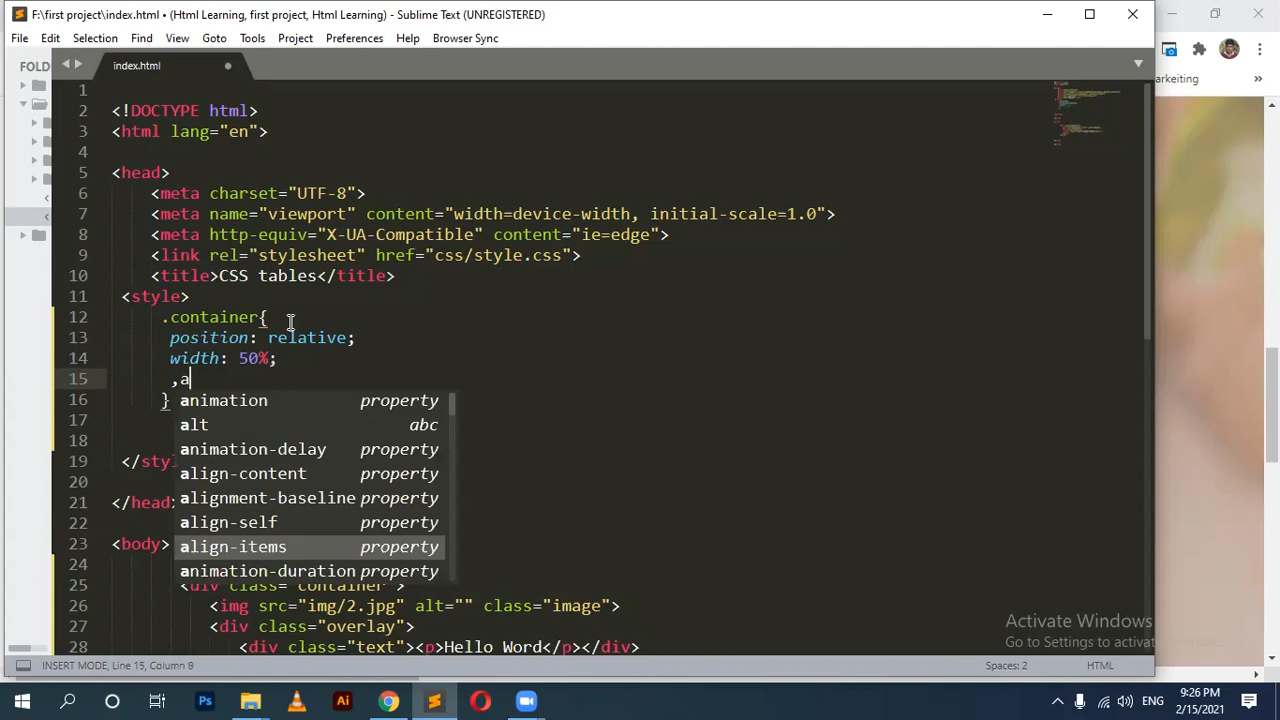 F:\first project\index.html • (Html Learning, first project, Html Learning) - Sublime Text (UNREGISTERED)
File Edit Selection Find View Goto Tools Project Preferences Help Browser Sync
FOLD
index.html
arkeiting
1
2 <!DOCTYPE html>
3 <html lang="en">
4
5 <head>
6 <meta charset="UTF-8">
7 <meta name="viewport" content="width=device-width, initial-scale=1.0">
8 <meta http-equiv="X-UA-Compatible" content="ie=edge">
9 <link rel="stylesheet" href="css/style.css">
10 <title>CSS tables</title>
11 <style>
12 .container{
13 position: relative;
14 width: 50%;
15 ,a
16 }
animation property
17
alt abc
18
animation-delay property
19 </styl
align-content property
20
alignment-baseline property
21 </head>
22
align-self property
23 <body>
align-items property
24
animation-duration property
25 <div class="container">
26 <img src="img/2.jpg" alt="" class="image">
27 <div class="overlay">
28 <div class="text"><p>Hello Word</p></div>
Activate Windows
Go to Settings to activat
INSERT MODE, Line 15, Column 8
Spaces: 2
HTML
Ps
Ai
ENG
9:26 PM
2/15/2021